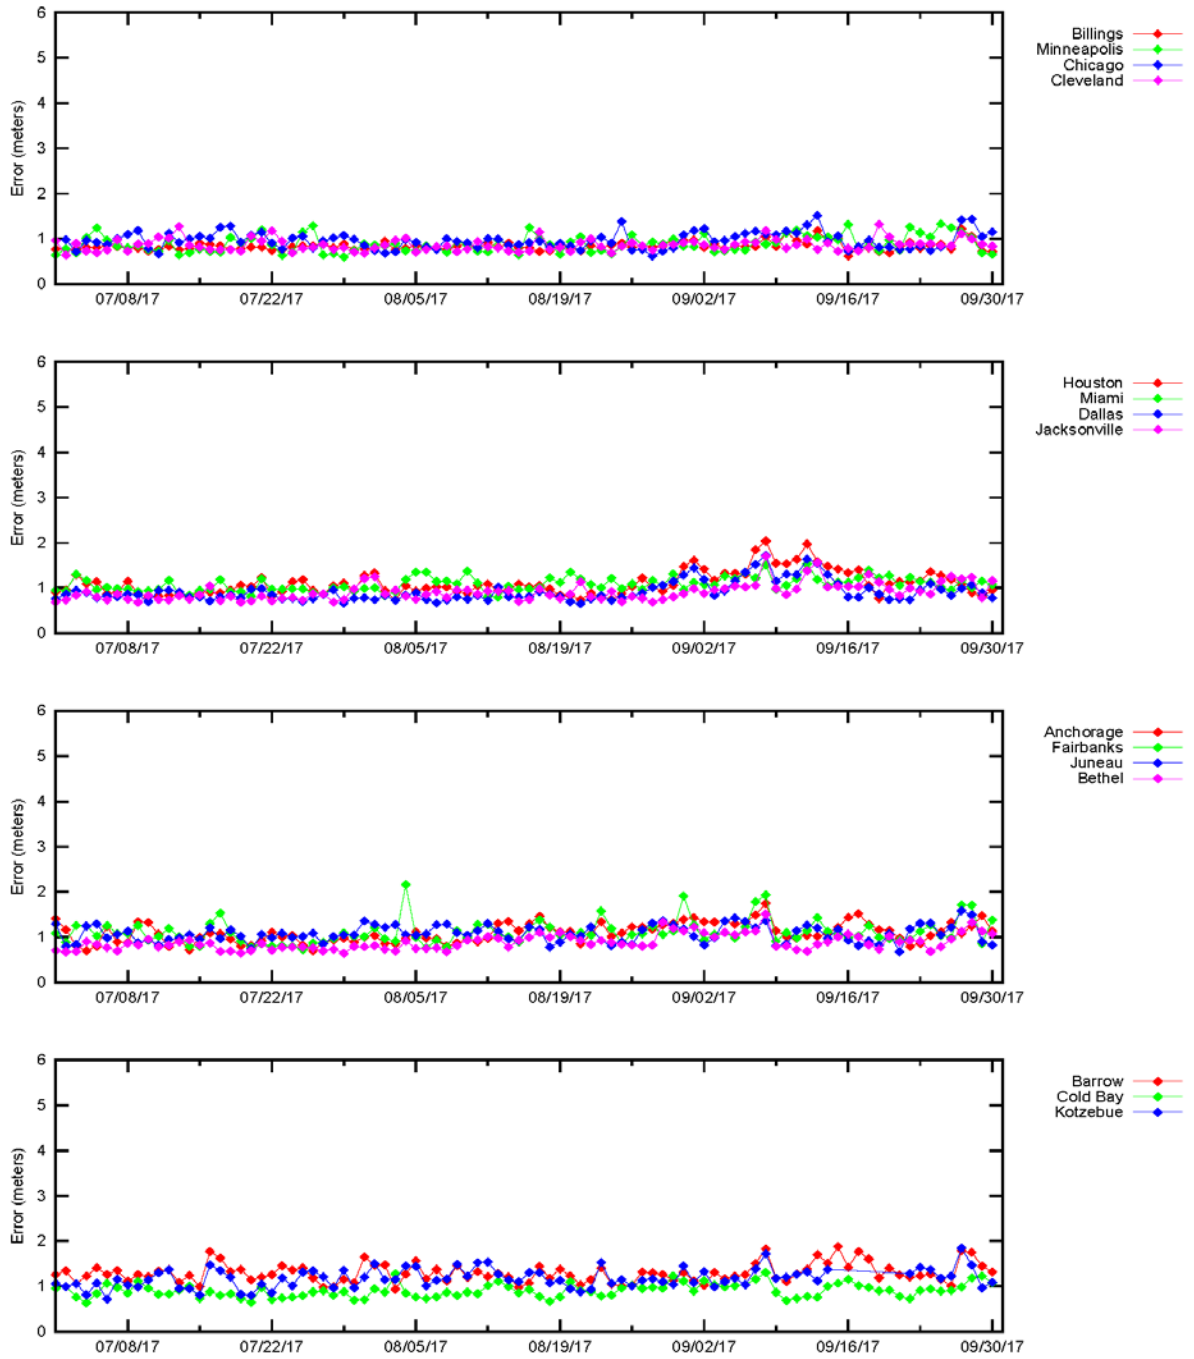 6
5
4
3
2
1
0
Error (meters)
07/08/17 07/22/17 08/05/17 08/19/17 09/02/17 09/16/17 09/30/17
Billings
Minneapolis
Chicago
Cleveland
6
5
4
3
2
1
0
Error (meters)
07/08/17 07/22/17 08/05/17 08/19/17 09/02/17 09/16/17 09/30/17
Houston
Miami
Dallas
Jacksonville
6
5
4
3
2
1
0
Error (meters)
07/08/17 07/22/17 08/05/17 08/19/17 09/02/17 09/16/17 09/30/17
Anchorage
Fairbanks
Juneau
Bethel
6
5
4
3
2
1
0
Error (meters)
07/08/17 07/22/17 08/05/17 08/19/17 09/02/17 09/16/17 09/30/17
Barrow
Cold Bay
Kotzebue